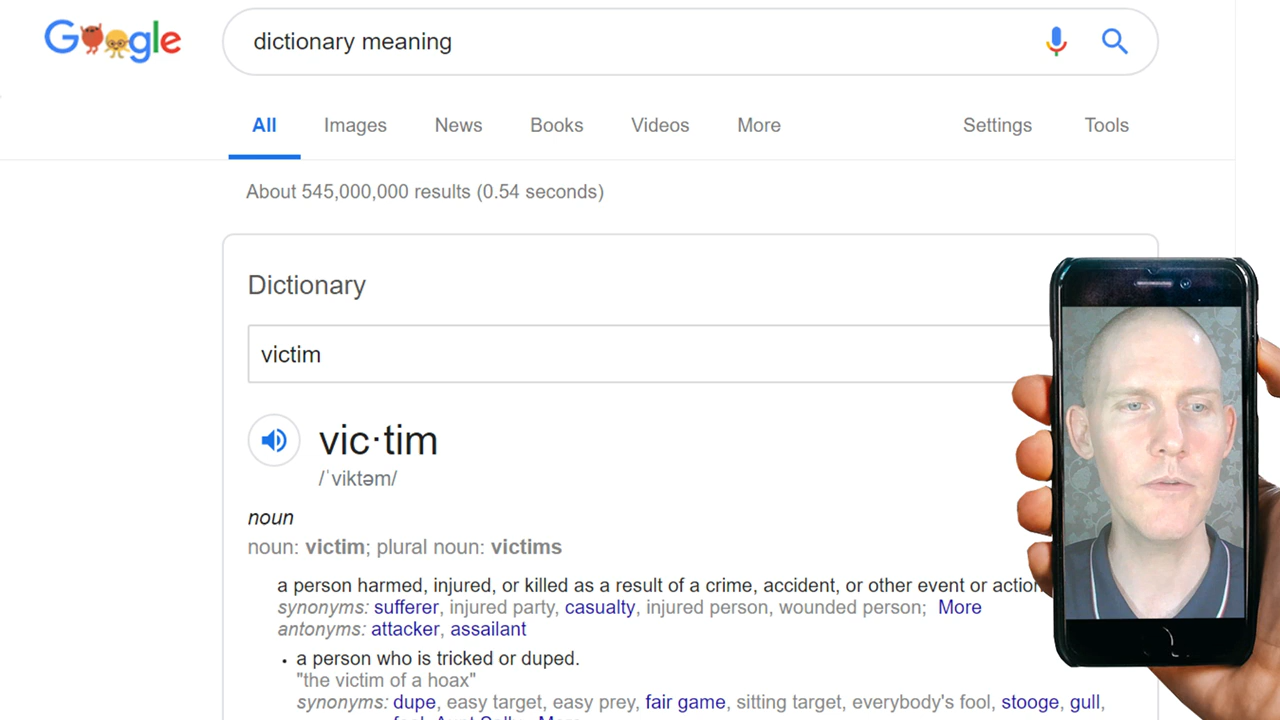 Google
dictionary meaning
All Images News Books Videos More Settings Tools
About 545,000,000 results (0.54 seconds)
Dictionary
victim
vic·tim
/ˈviktəm/
noun
noun: victim; plural noun: victims
a person harmed, injured, or killed as a result of a crime, accident, or other event or action
synonyms: sufferer, injured party, casualty, injured person, wounded person; More
antonyms: attacker, assailant
• a person who is tricked or duped.
"the victim of a hoax"
synonyms: dupe, easy target, easy prey, fair game, sitting target, everybody's fool, stooge, gull,